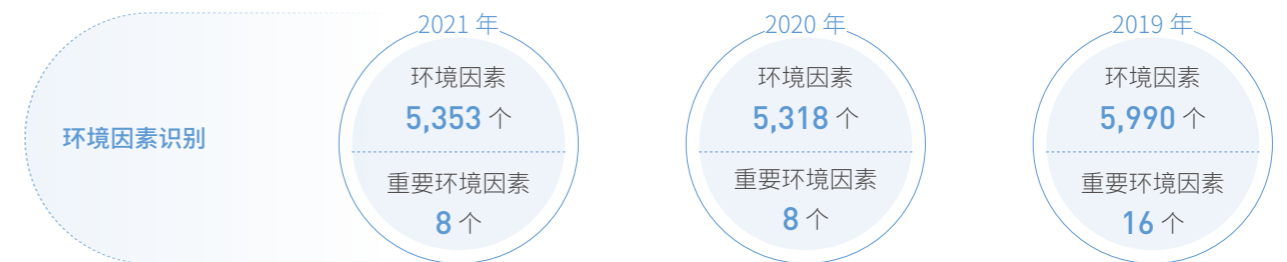 环境因素识别
2021 年
环境因素
5,353 个
重要环境因素
8 个
2020 年
环境因素
5,318 个
重要环境因素
8 个
2019 年
环境因素
5,990 个
重要环境因素
16 个